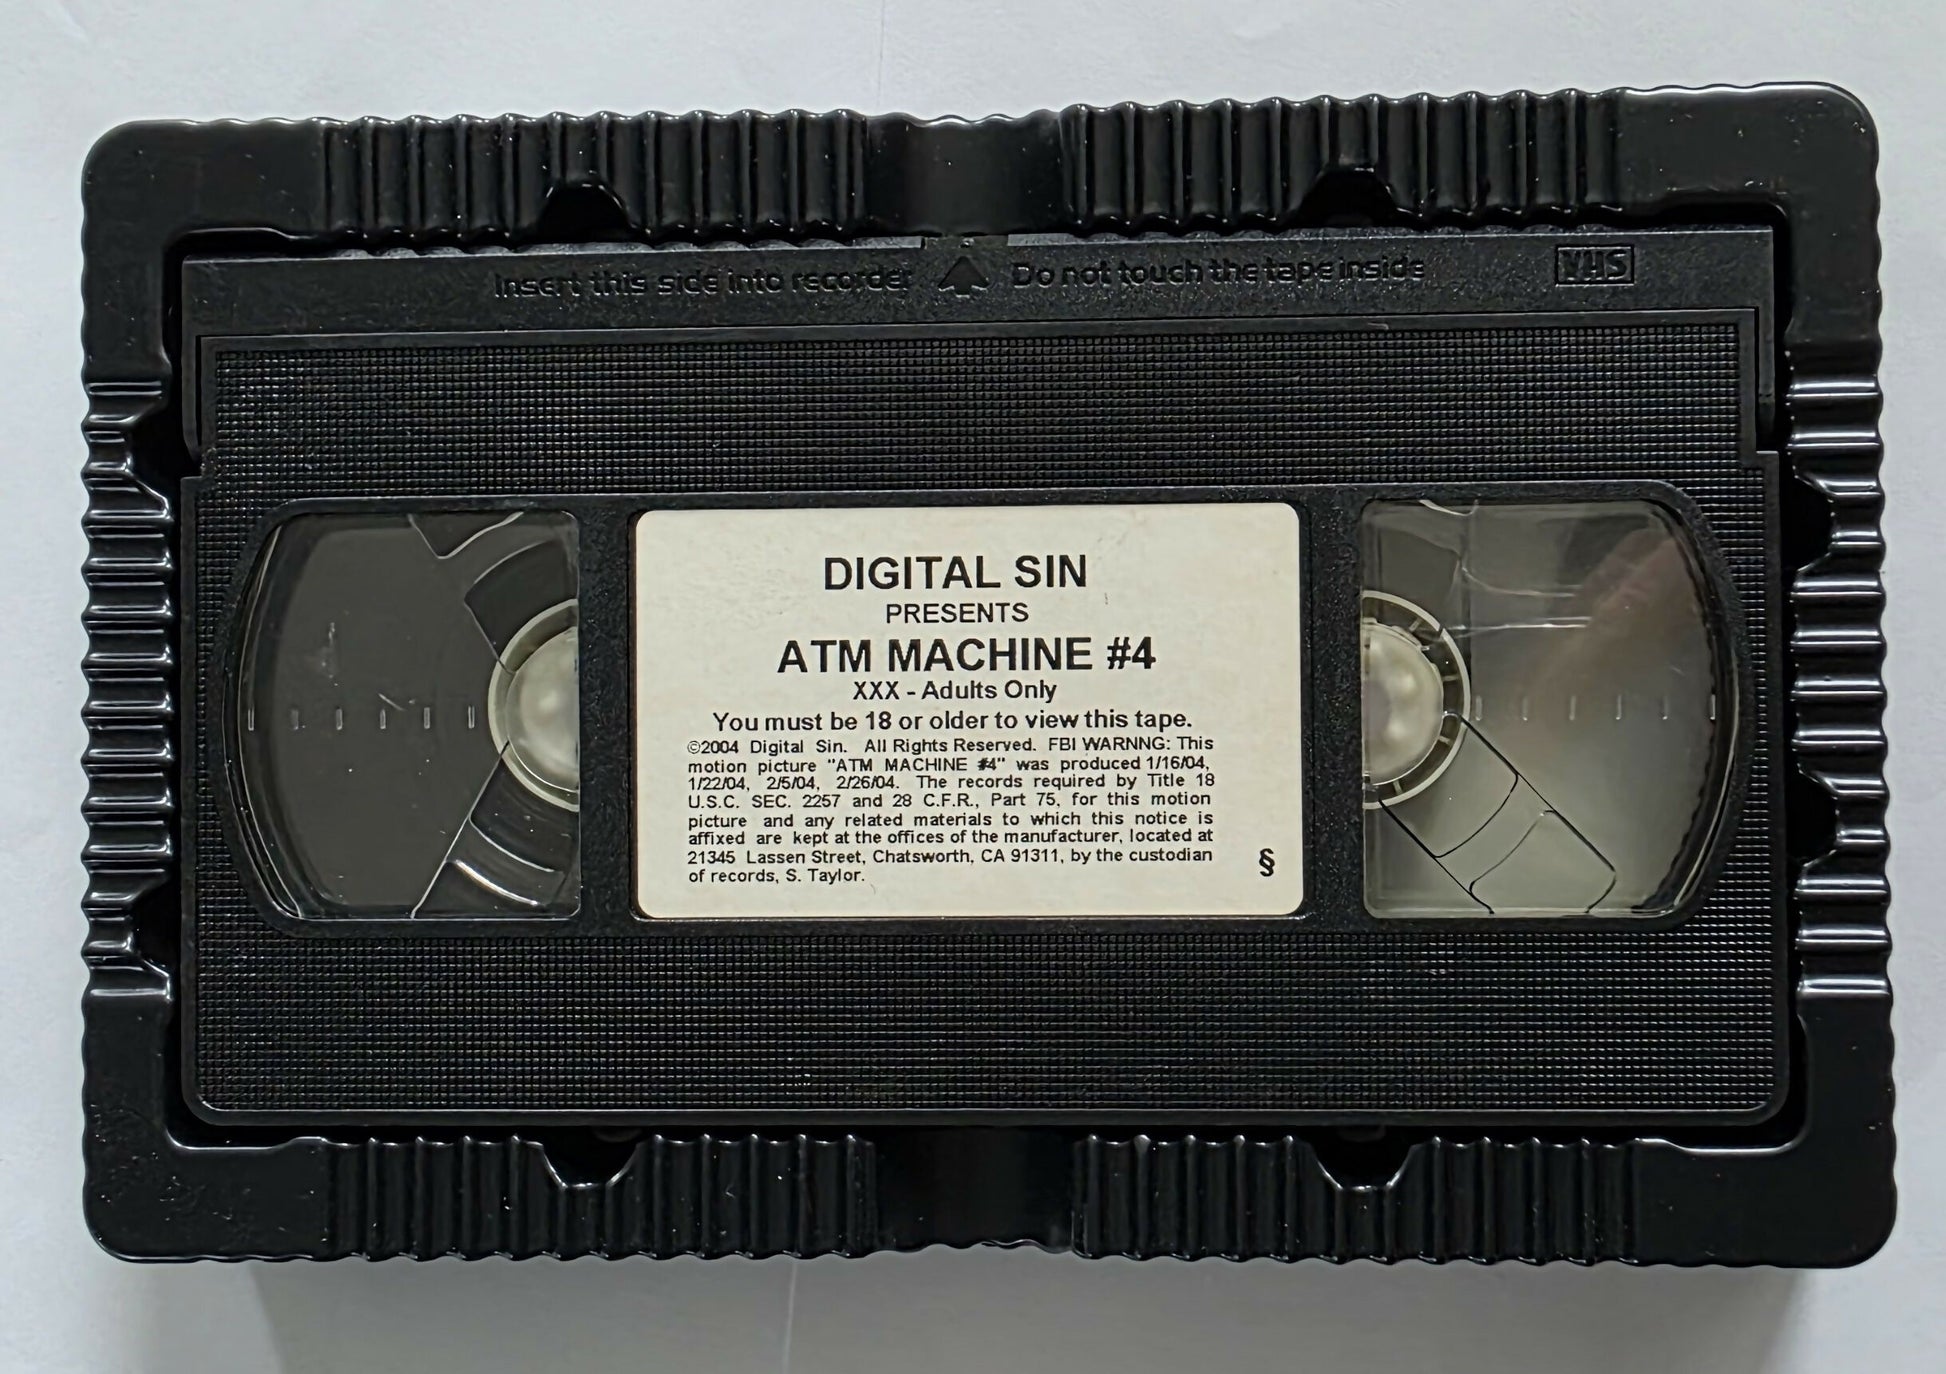 Insert this side into recorder Do not touch the tape inside VHS
DIGITAL SIN
PRESENTS
ATM MACHINE #4
XXX - Adults Only
You must be 18 or older to view this tape.
©2004 Digital Sin. All Rights Reserved. FBI WARNNG: This
motion picture "ATM MACHINE #4" was produced 1/16/04,
1/22/04, 2/5/04, 2/26/04. The records required by Title 18
U.S.C. SEC. 2257 and 28 C.F.R., Part 75, for this motion
picture and any related materials to which this notice is
affixed are kept at the offices of the manufacturer, located at
21345 Lassen Street, Chatsworth, CA 91311, by the custodian
of records, S. Taylor.
§